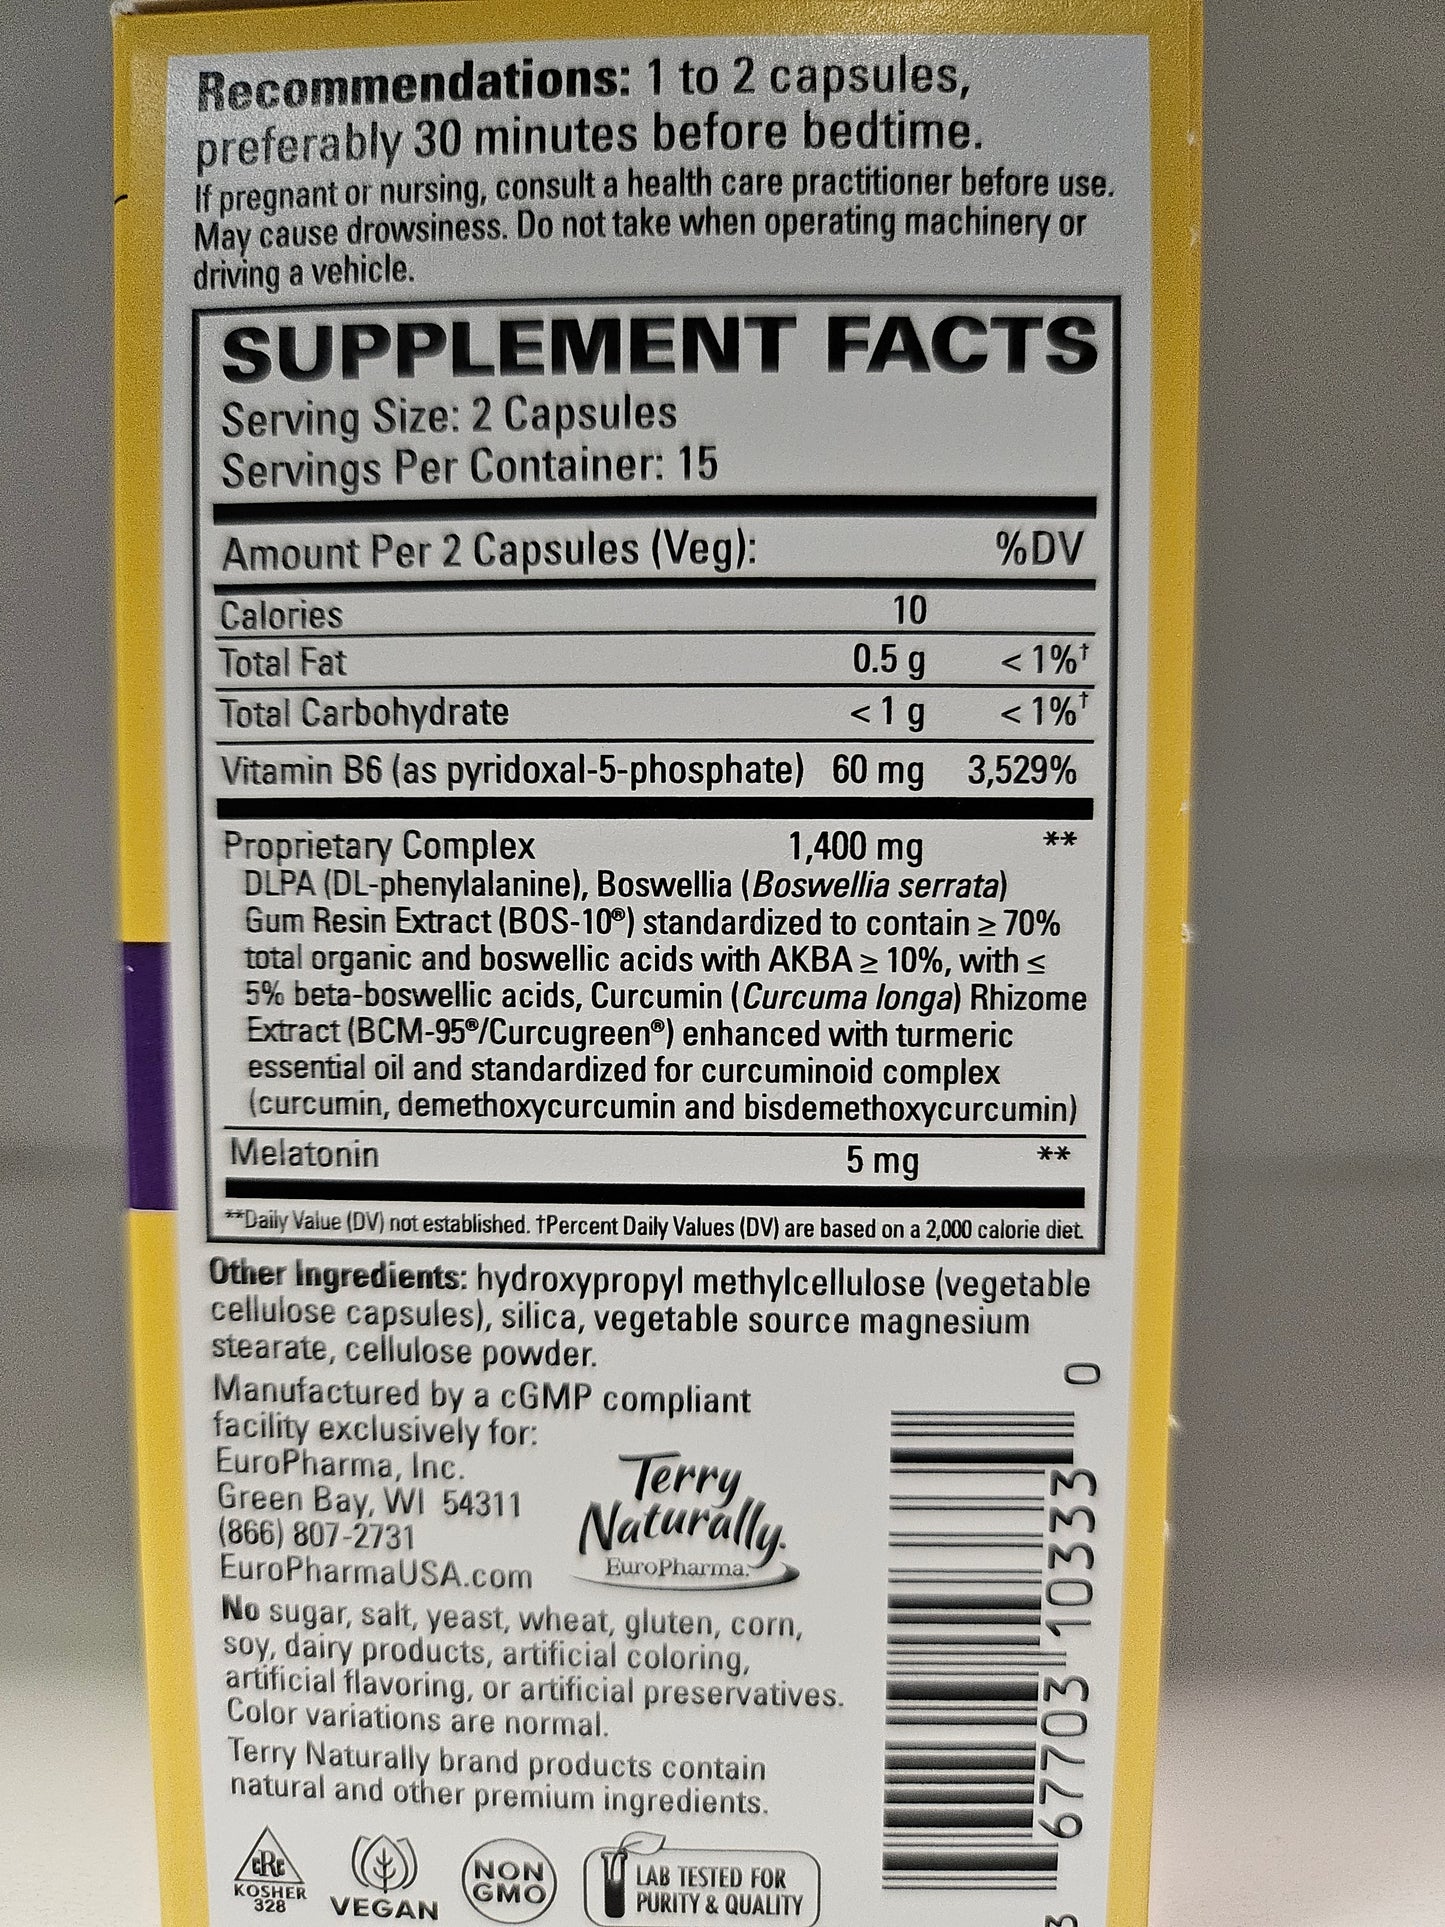 Recommendations: 1 to 2 capsules,
preferably 30 minutes before bedtime.
If pregnant or nursing, consult a health care practitioner before use.
May cause drowsiness. Do not take when operating machinery or
driving a vehicle.
SUPPLEMENT FACTS
Serving Size: 2 Capsules
Servings Per Container: 15
Amount Per 2 Capsules (Veg): %DV
Calories 10
Total Fat 0.5 g < 1%†
Total Carbohydrate < 1 g < 1%†
Vitamin B6 (as pyridoxal-5-phosphate) 60 mg 3,529%
Proprietary Complex 1,400 mg **
DLPA (DL-phenylalanine), Boswellia (Boswellia serrata)
Gum Resin Extract (BOS-10®) standardized to contain ≥ 70%
total organic and boswellic acids with AKBA ≥ 10%, with ≤
5% beta-boswellic acids, Curcumin (Curcuma longa) Rhizome
Extract (BCM-95®/Curcugreen®) enhanced with turmeric
essential oil and standardized for curcuminoid complex
(curcumin, demethoxycurcumin and bisdemethoxycurcumin)
Melatonin 5 mg **
**Daily Value (DV) not established. †Percent Daily Values (DV) are based on a 2,000 calorie diet.
Other Ingredients: hydroxypropyl methylcellulose (vegetable
cellulose capsules), silica, vegetable source magnesium
stearate, cellulose powder.
Manufactured by a cGMP compliant
facility exclusively for:
EuroPharma, Inc.
Green Bay, WI 54311
(866) 807-2731
EuroPharmaUSA.com
Terry
Naturally.
EuroPharma.
No sugar, salt, yeast, wheat, gluten, corn,
soy, dairy products, artificial coloring,
artificial flavoring, or artificial preservatives.
Color variations are normal.
Terry Naturally brand products contain
natural and other premium ingredients.
cRc
KOSHER
328
VEGAN
NON
GMO
LAB TESTED FOR
PURITY & QUALITY
3 67703 10333 0